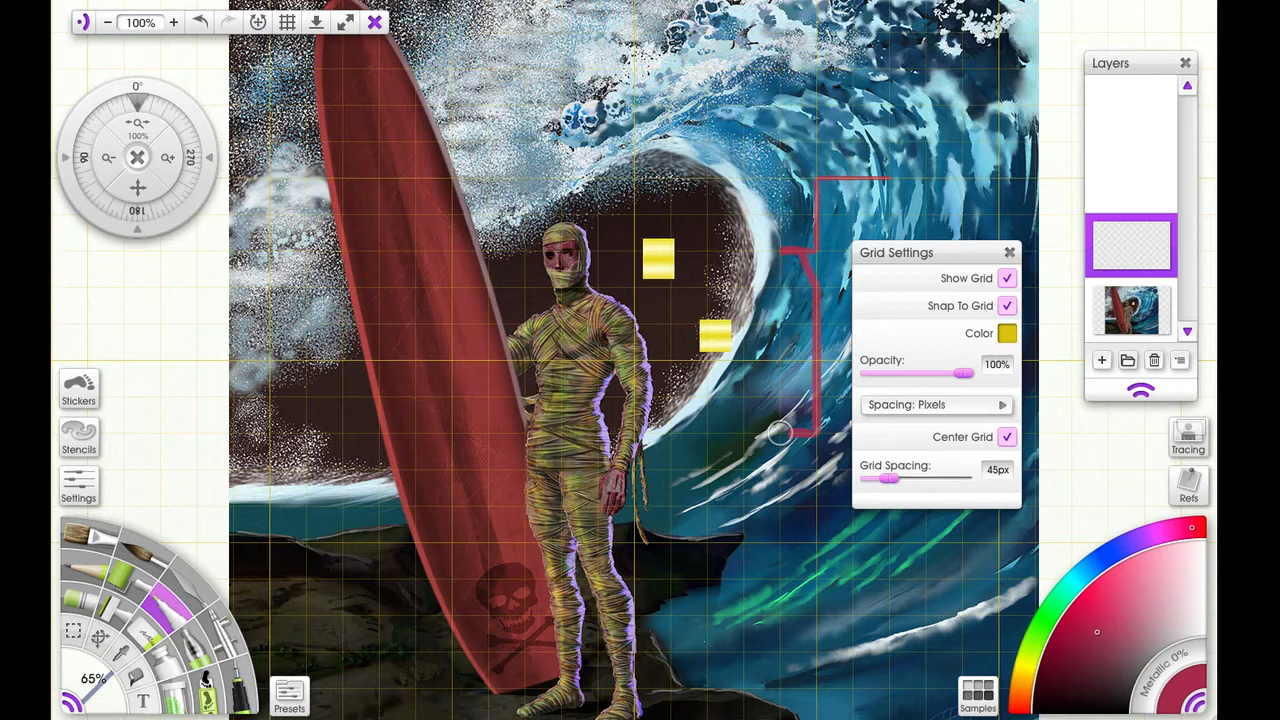 100%
0°
100%
270
180
90
Layers
Grid Settings
Show Grid
Snap To Grid
Color
Opacity:
100%
Spacing: Pixels
Center Grid
Grid Spacing:
45px
Stickers
Stencils
Settings
Tracing
Refs
65%
T
Presets
Samples
Metallic 0%